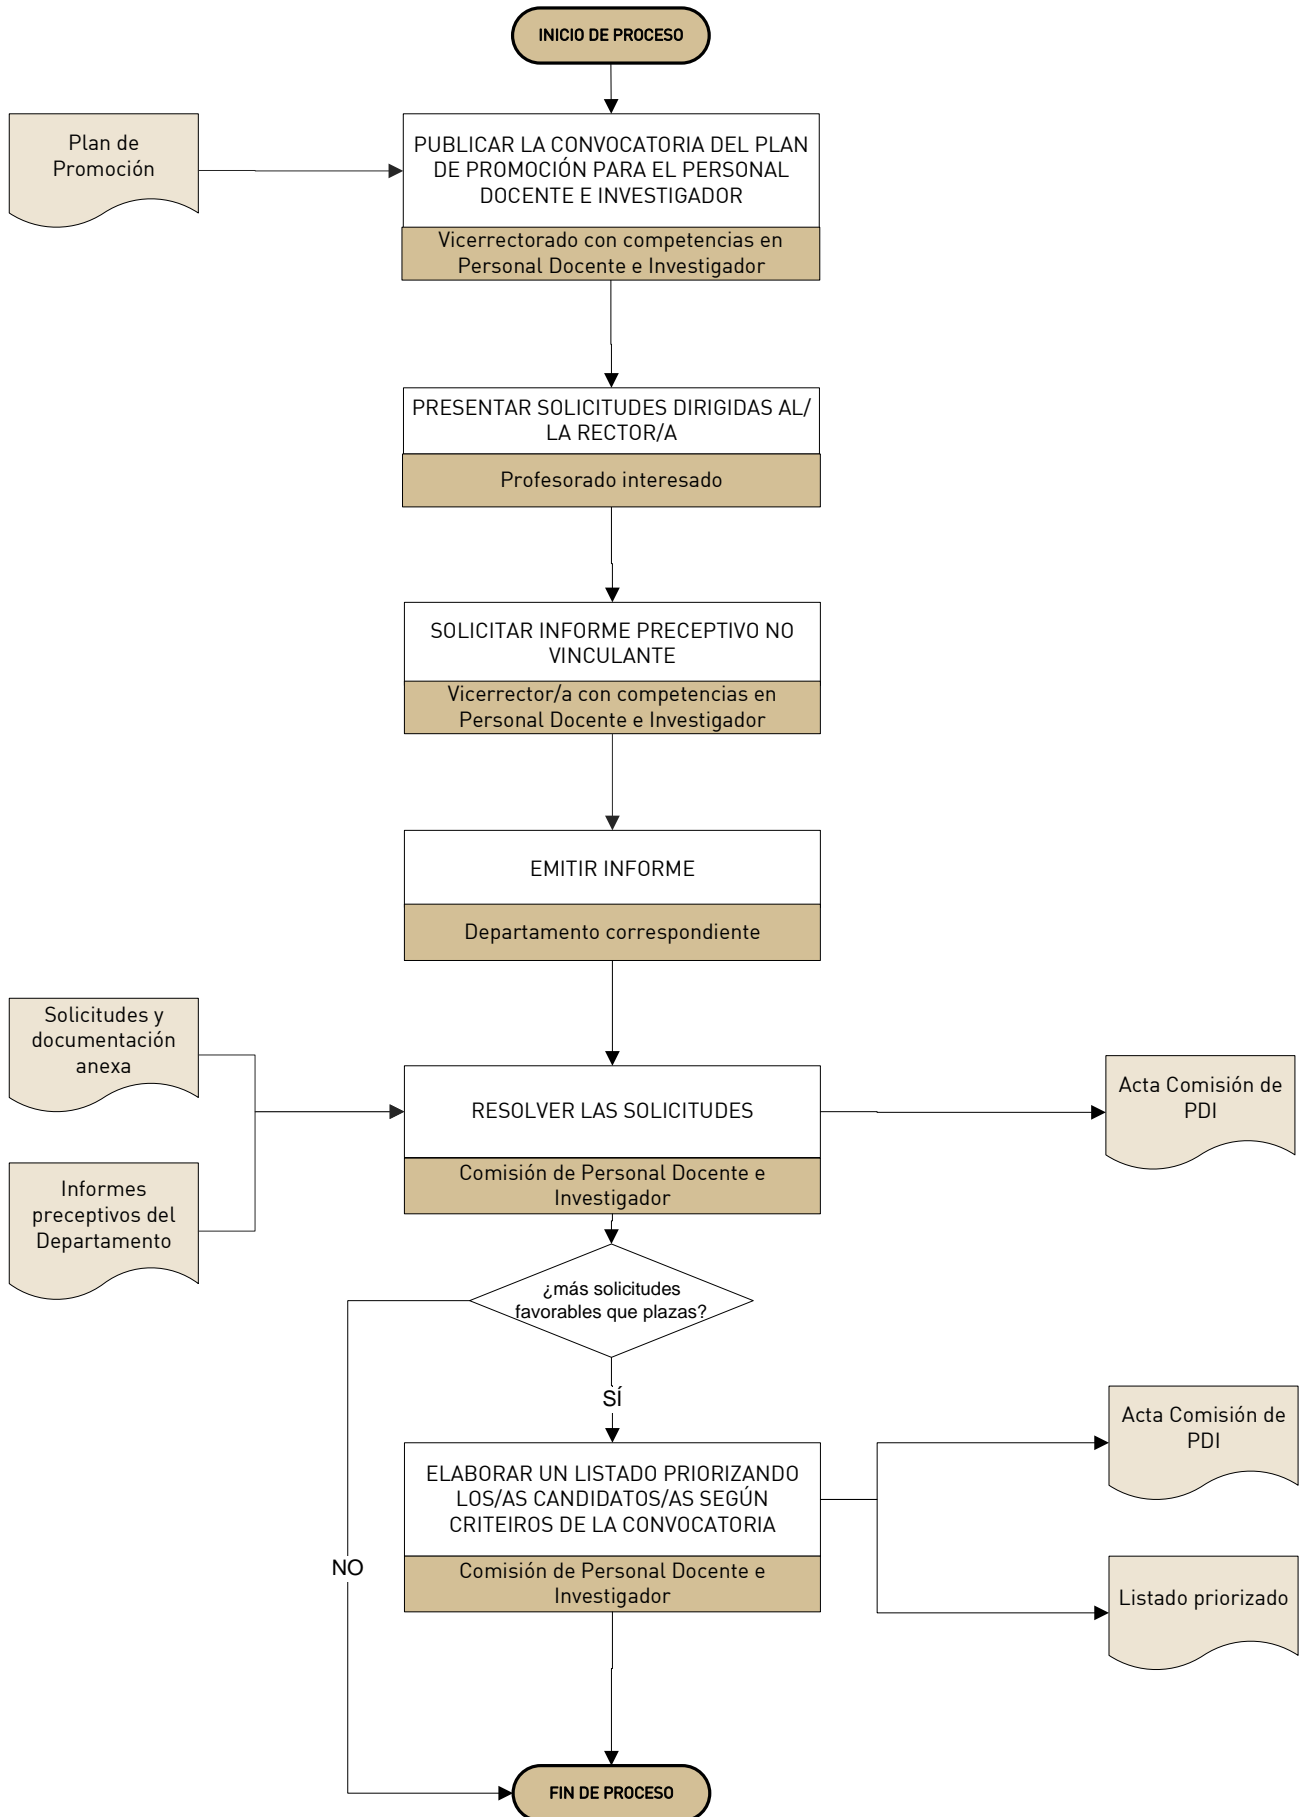 INICIO DE PROCESO
Plan de
Promoción
PUBLICAR LA CONVOCATORIA DEL PLAN
DE PROMOCIÓN PARA EL PERSONAL
DOCENTE E INVESTIGADOR
Vicerrectorado con competencias en
Personal Docente e Investigador
PRESENTAR SOLICITUDES DIRIGIDAS AL/
LA RECTOR/A
Profesorado interesado
SOLICITAR INFORME PRECEPTIVO NO
VINCULANTE
Vicerrector/a con competencias en
Personal Docente e Investigador
EMITIR INFORME
Departamento correspondiente
Solicitudes y
documentación
anexa
Informes
preceptivos del
Departamento
RESOLVER LAS SOLICITUDES
Comisión de Personal Docente e
Investigador
Acta Comisión de
PDI
¿más solicitudes
favorables que plazas?
SÍ
NO
ELABORAR UN LISTADO PRIORIZANDO
LOS/AS CANDIDATOS/AS SEGÚN
CRITEIROS DE LA CONVOCATORIA
Comisión de Personal Docente e
Investigador
Acta Comisión de
PDI
Listado priorizado
FIN DE PROCESO